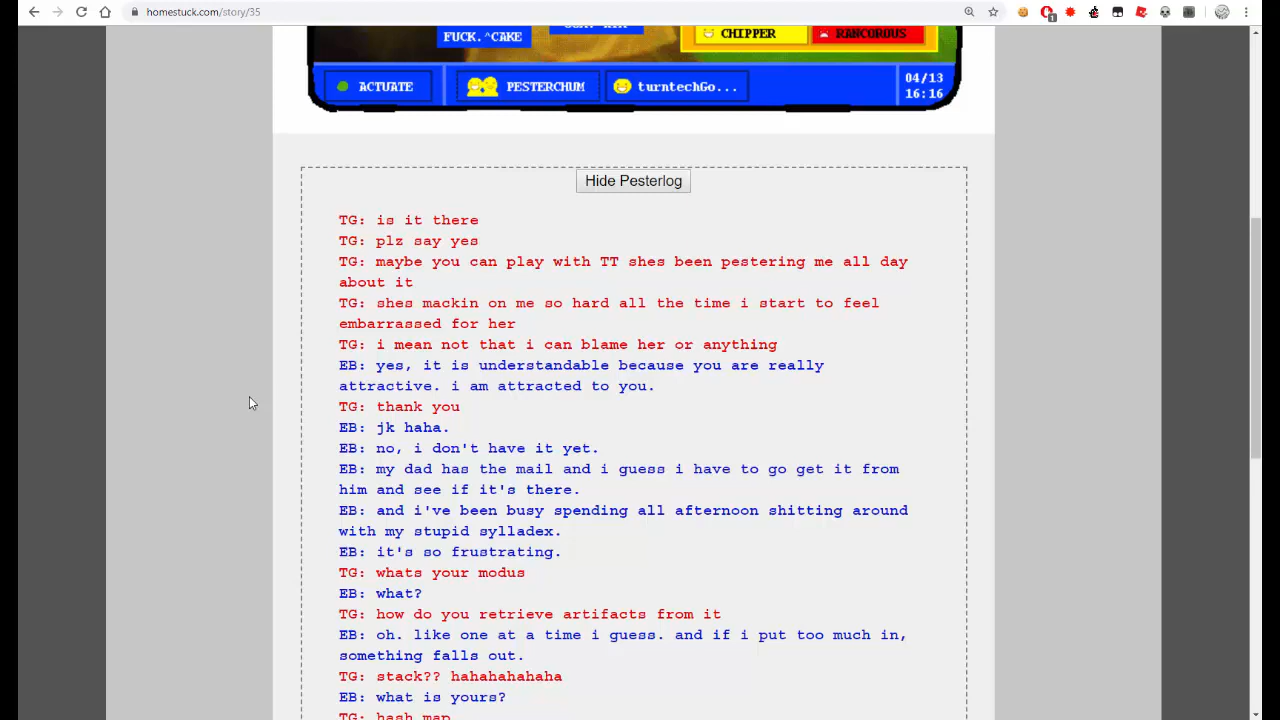 homestuck.com/story/35
1
FUCK.^CAKE
CHIPPER
RANCOROUS
ACTUATE
PESTERCHUM
turntechGo...
04/13
16:16
Hide Pesterlog
TG: is it there
TG: plz say yes
TG: maybe you can play with TT shes been pestering me all day
about it
TG: shes mackin on me so hard all the time i start to feel
embarrassed for her
TG: i mean not that i can blame her or anything
EB: yes, it is understandable because you are really
attractive. i am attracted to you.
TG: thank you
EB: jk haha.
EB: no, i don't have it yet.
EB: my dad has the mail and i guess i have to go get it from
him and see if it's there.
EB: and i've been busy spending all afternoon shitting around
with my stupid sylladex.
EB: it's so frustrating.
TG: whats your modus
EB: what?
TG: how do you retrieve artifacts from it
EB: oh. like one at a time i guess. and if i put too much in,
something falls out.
TG: stack?? hahahahahaha
EB: what is yours?
TG: hash map